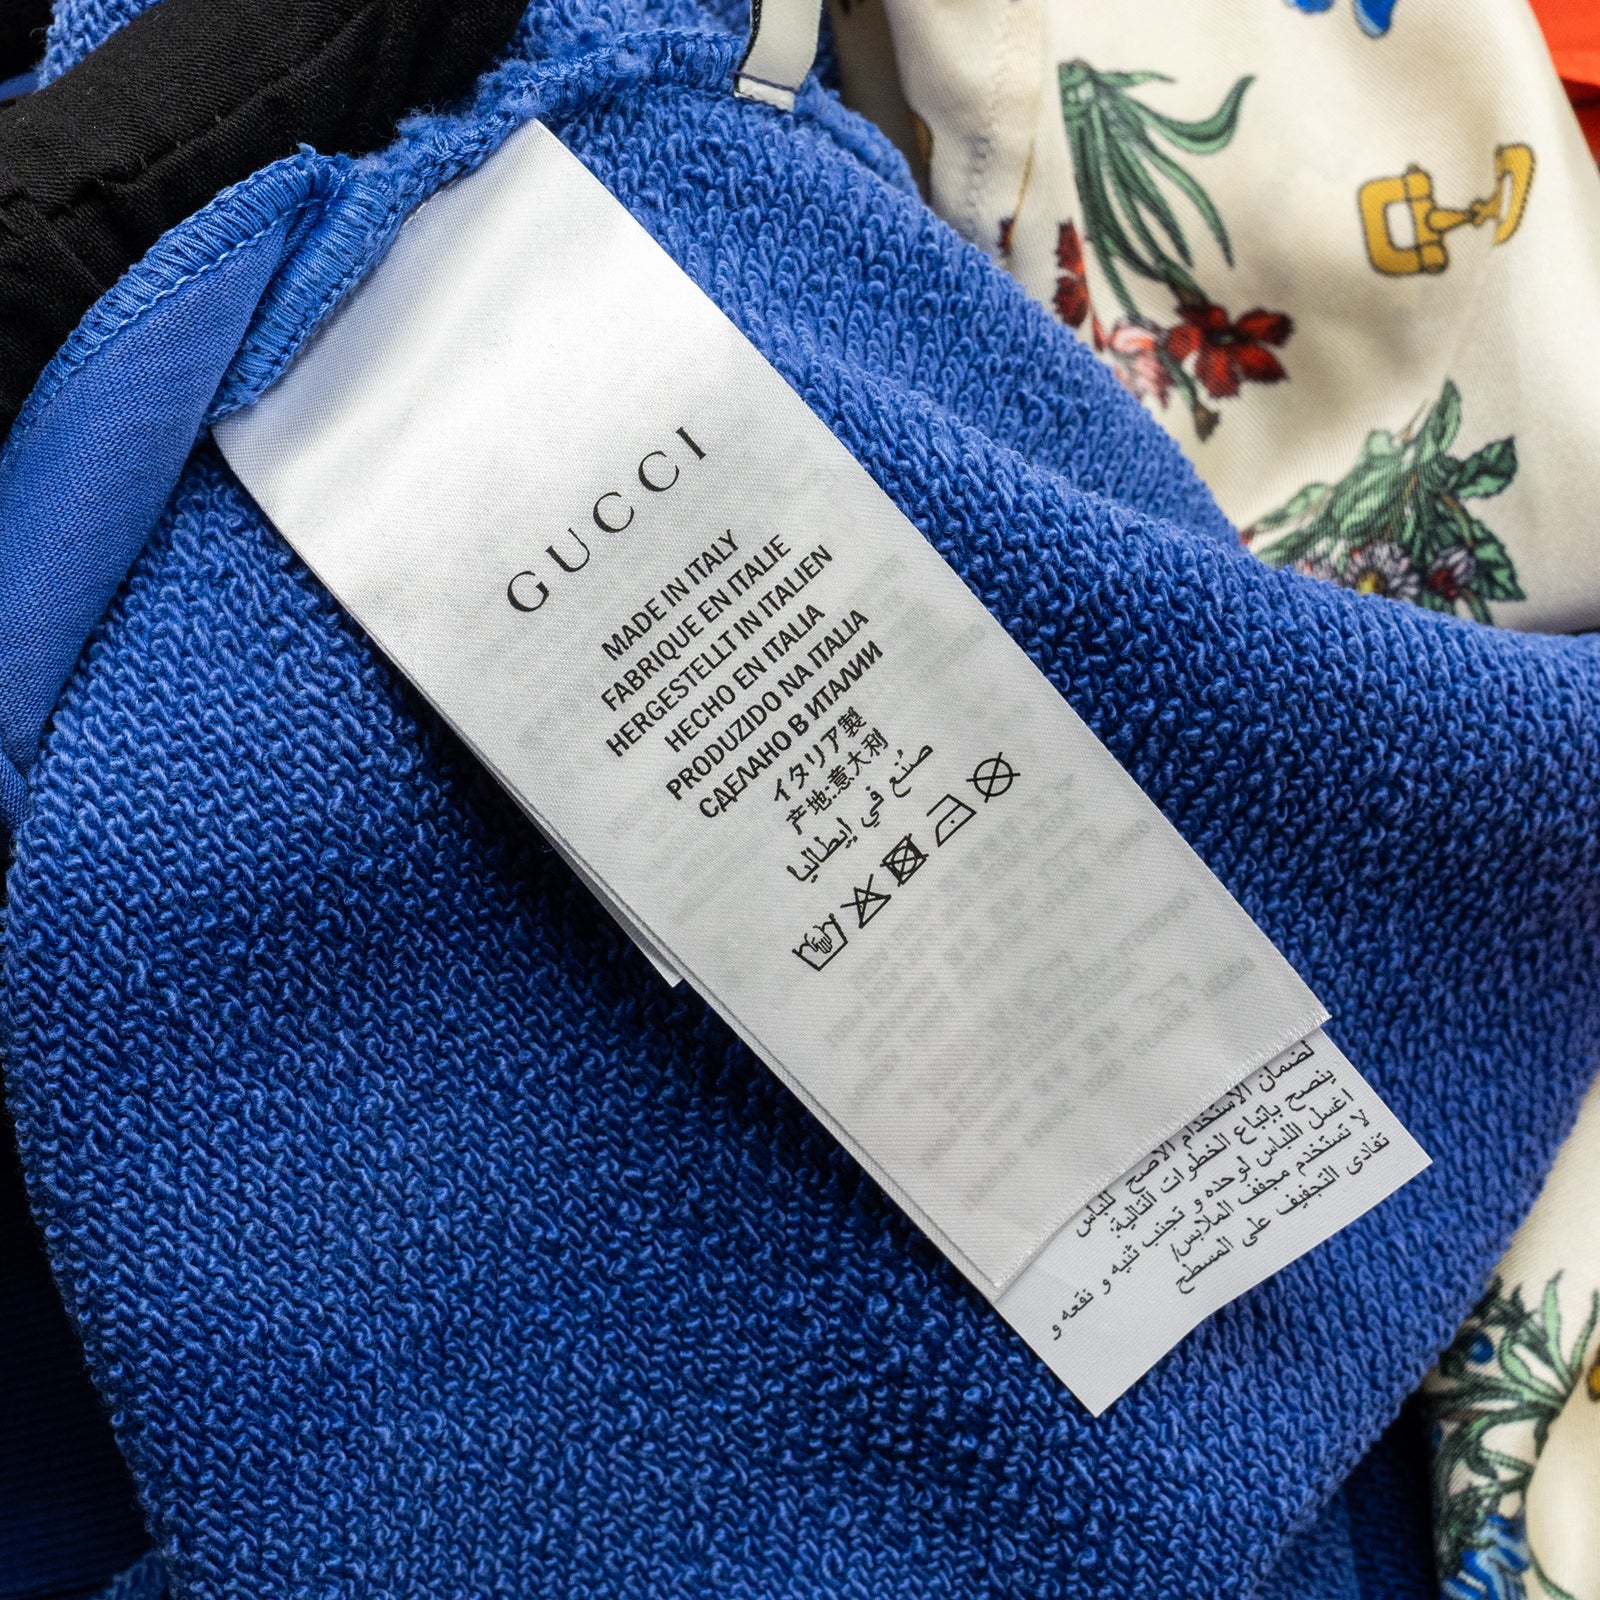 GUCCI
MADE IN ITALY
FABRIQUE EN ITALIE
HERGESTELLT IN ITALIEN
HECHO EN ITALIA
PRODUZIDO NA ITALIA
СДЕЛАНО В ИТАЛИИ
イタリア製
产地:意大利
صُنع في إيطاليا
لضمان الاستخدام الأصح للباس
ينصح بإتباع الخطوات التالية:
اغسل اللباس لوحده و تجنب ثنيه و نقعه و
لا تستخدم مجفف الملابس/
تفادى التجفيف على المسطح